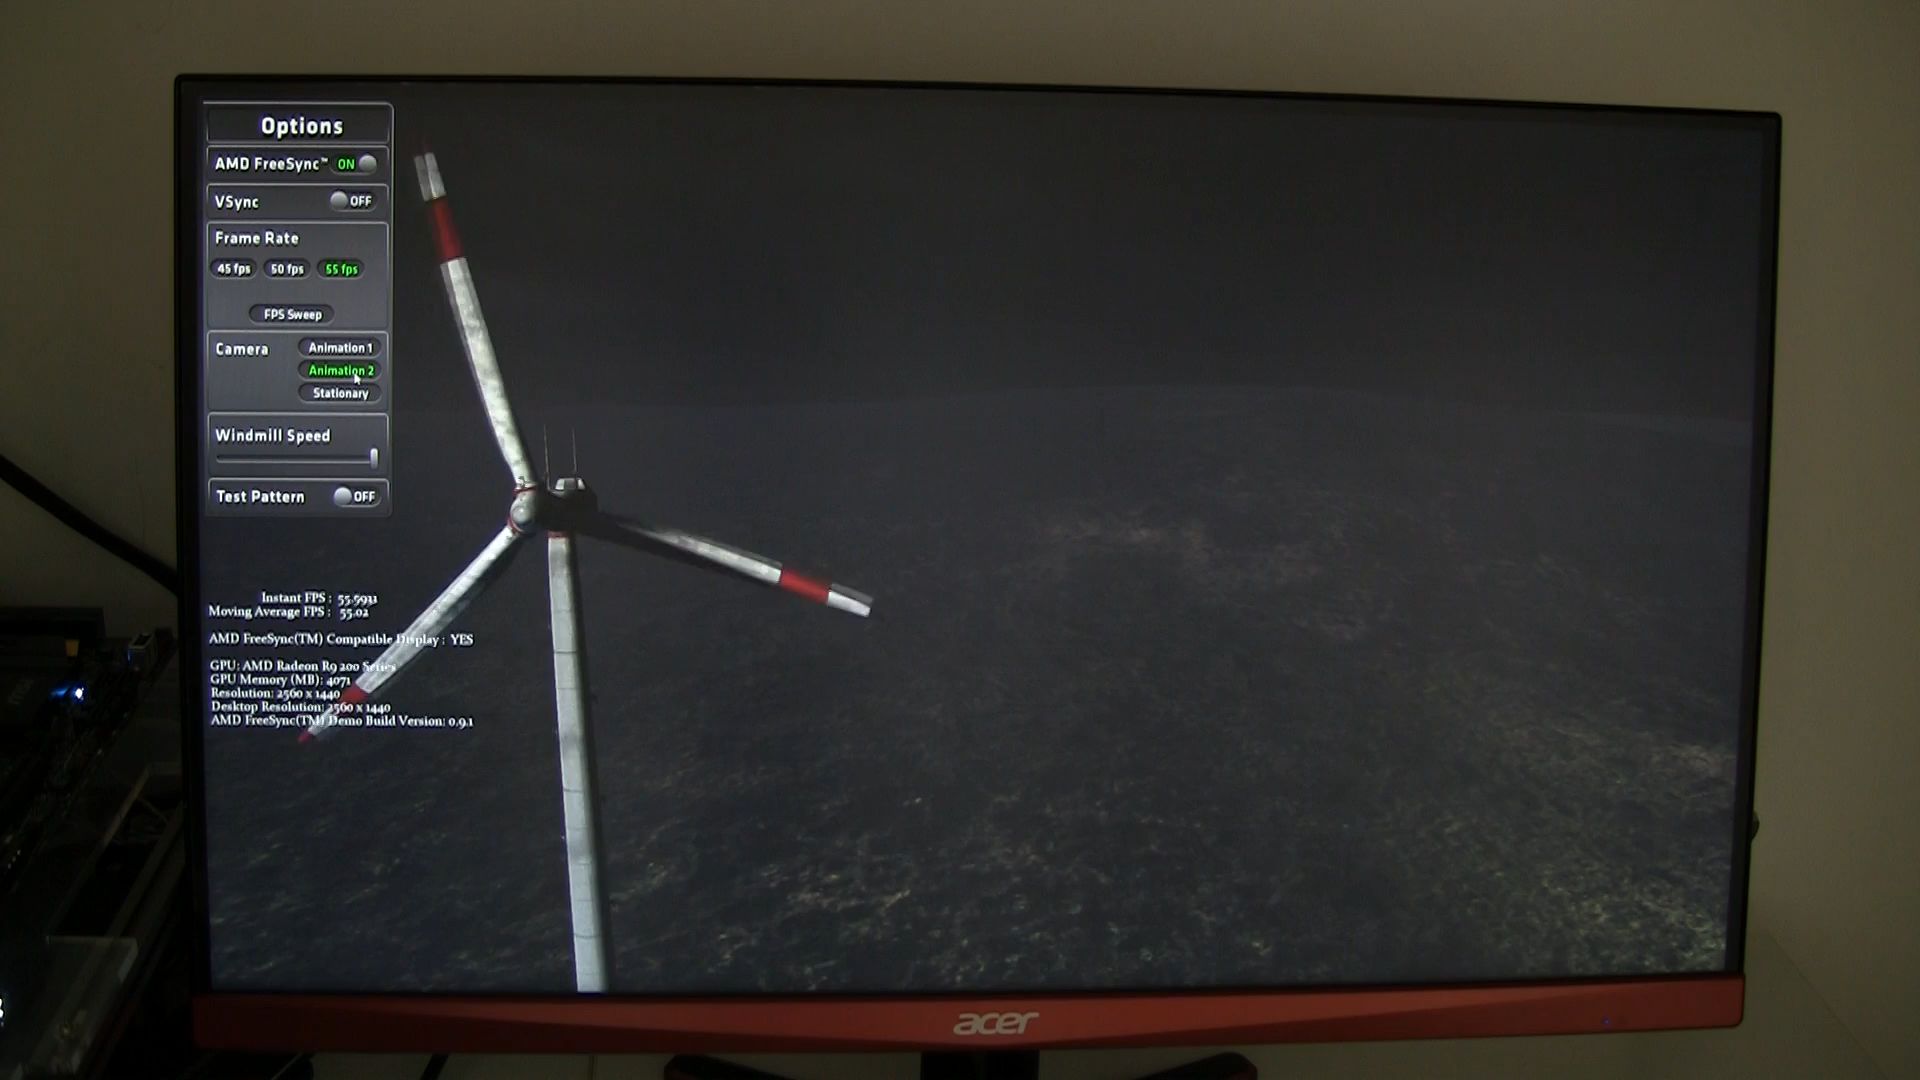 Options
AMD FreeSync™ ON
VSync OFF
Frame Rate
45 fps 50 fps 55 fps
FPS Sweep
Camera Animation 1
Animation 2
Stationary
Windmill Speed
Test Pattern OFF
Instant FPS : 55.5931
Moving Average FPS : 55.02
AMD FreeSync(TM) Compatible Display : YES
GPU: AMD Radeon R9 200 Series
GPU Memory (MB): 4071
Resolution: 2560 x 1440
Desktop Resolution: 2560 x 1440
AMD FreeSync(TM) Demo Build Version: 0.9.1
acer